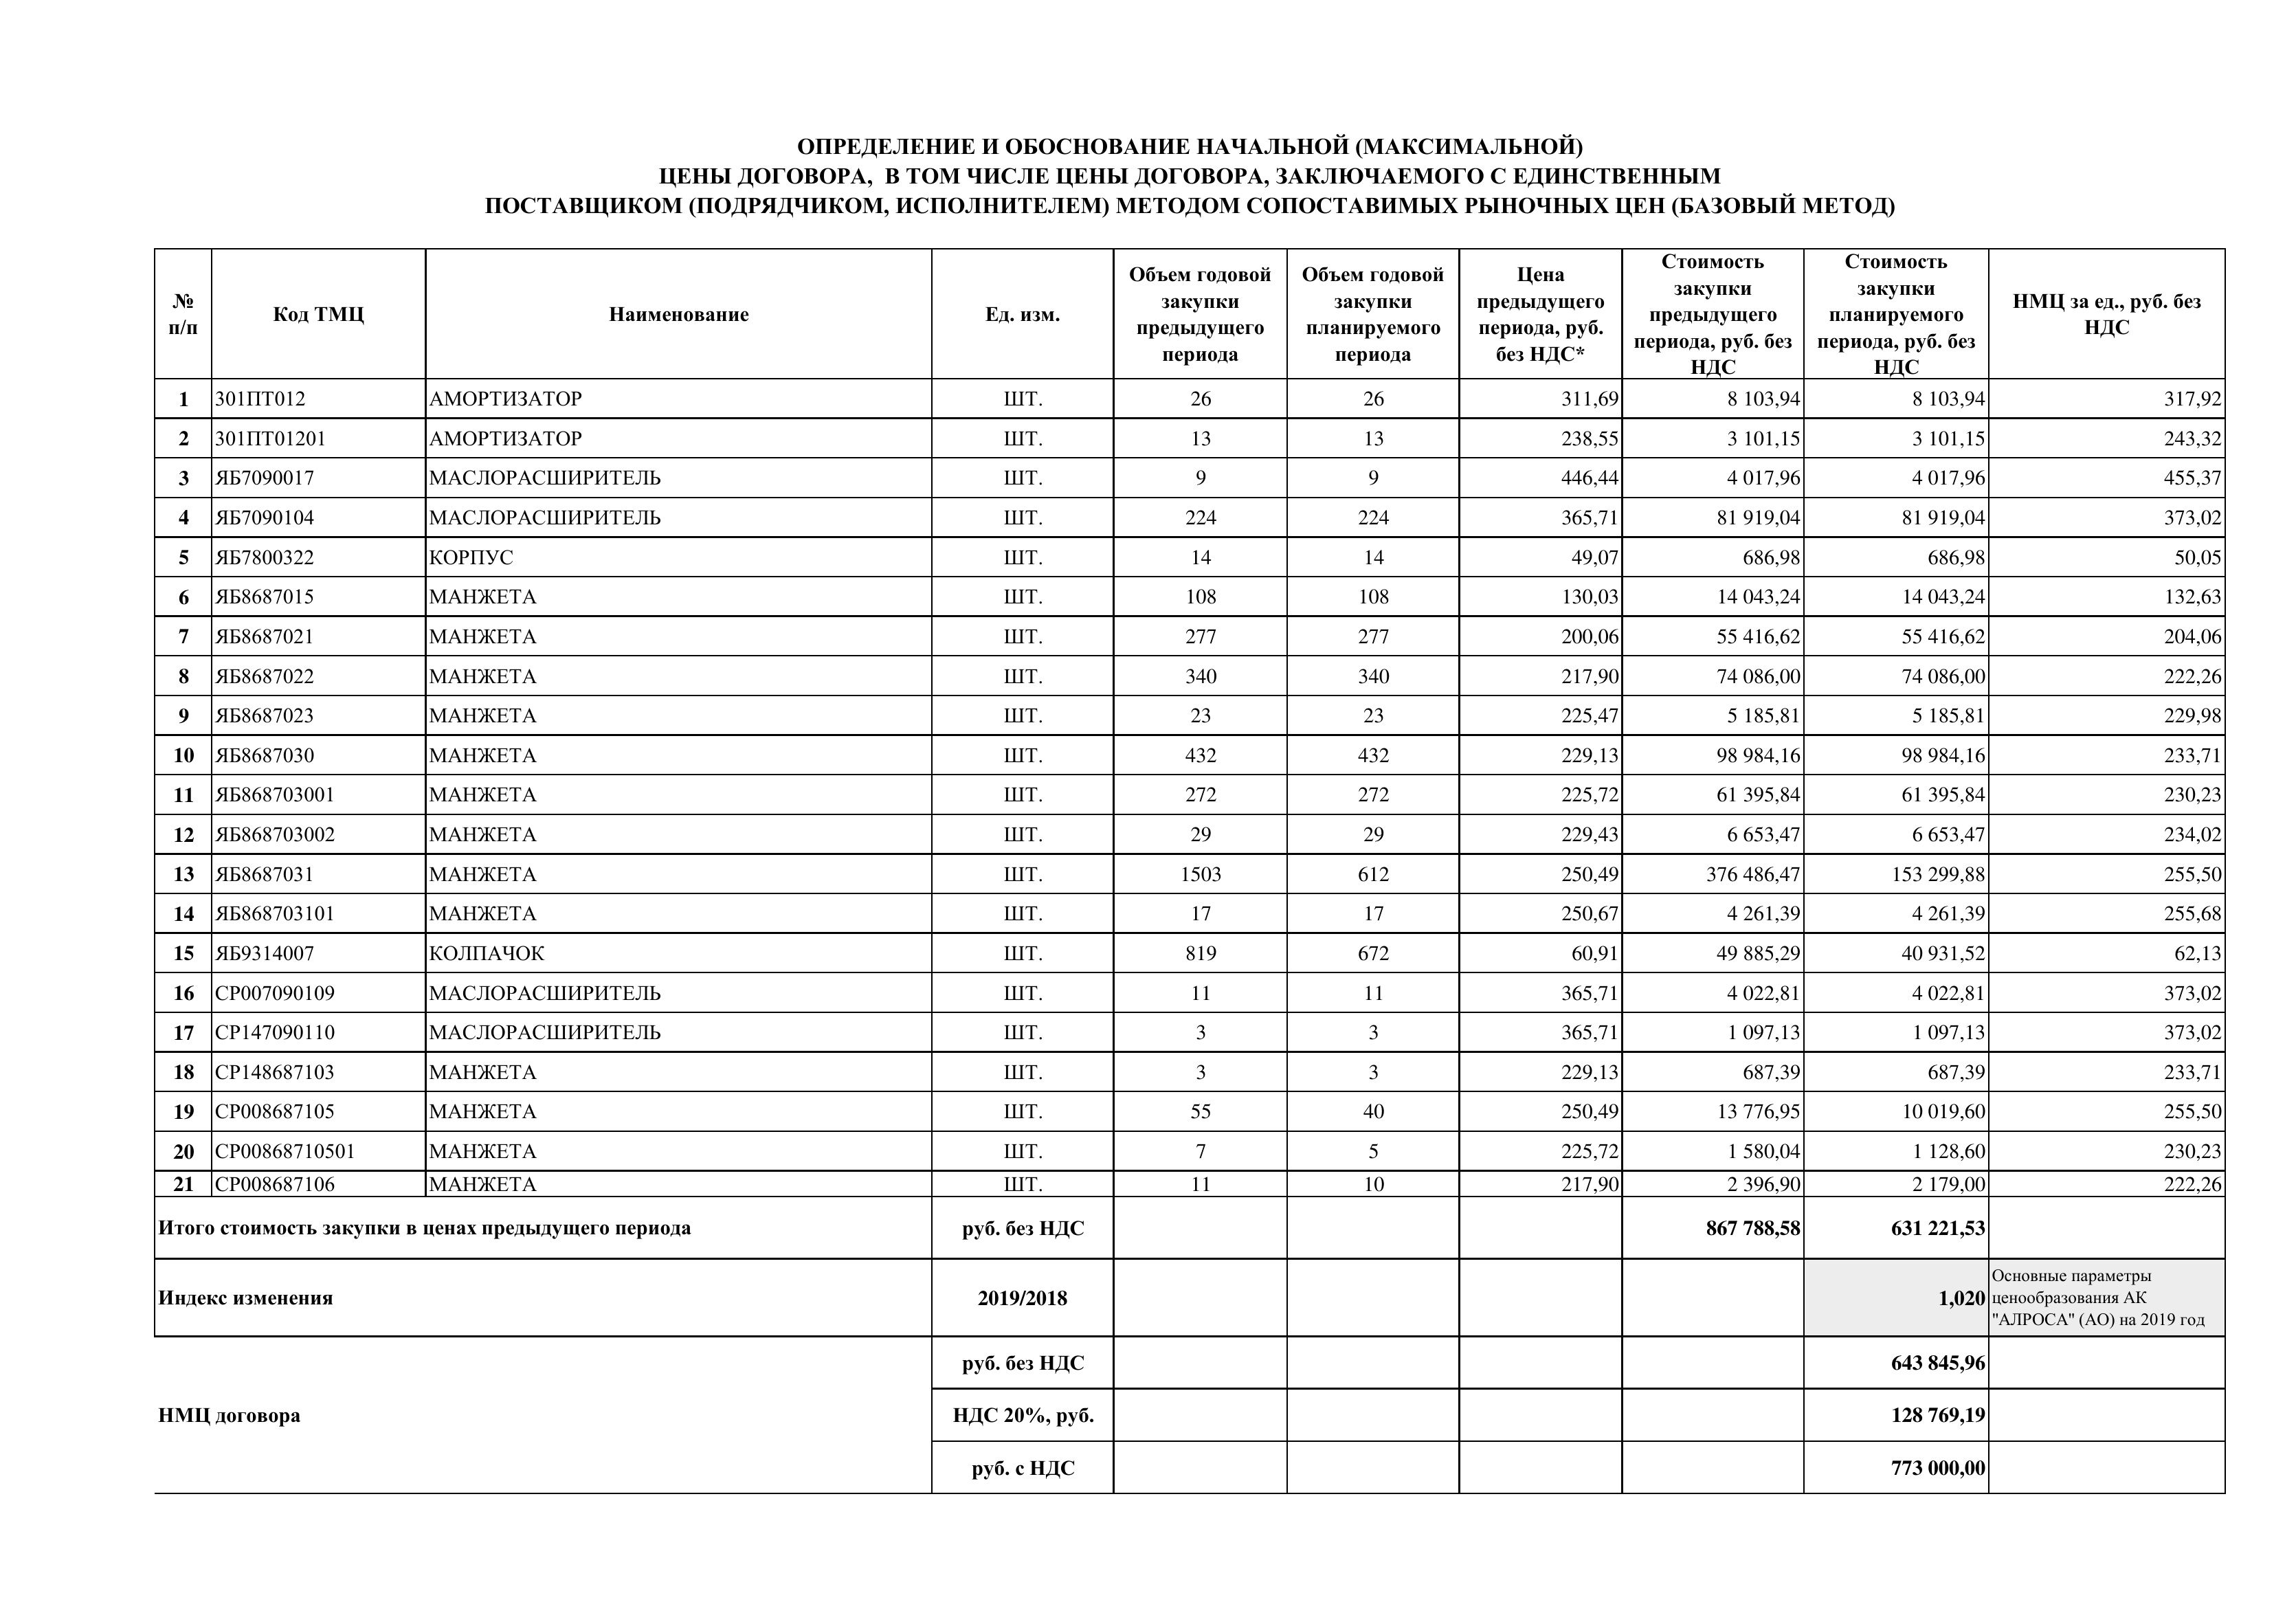 ОПРЕДЕЛЕНИЕ И ОБОСНОВАНИЕ НАЧАЛЬНОЙ (МАКСИМАЛЬНОЙ)
ЦЕНЫ ДОГОВОРА, В ТОМ ЧИСЛЕ ЦЕНЫ ДОГОВОРА, ЗАКЛЮЧАЕМОГО С ЕДИНСТВЕННЫМ
ПОСТАВЩИКОМ (ПОДРЯДЧИКОМ, ИСПОЛНИТЕЛЕМ) МЕТОДОМ СОПОСТАВИМЫХ РЫНОЧНЫХ ЦЕН (БАЗОВЫЙ МЕТОД)
№
п/п
Код ТМЦ
Наименование
Ед. изм.
Объем годовой
закупки
предыдущего
периода
Объем годовой
закупки
планируемого
периода
Цена
предыдущего
периода, руб.
без НДС*
Стоимость
закупки
предыдущего
периода, руб. без
НДС
Стоимость
закупки
планируемого
периода, руб. без
НДС
НМЦ за ед., руб. без
НДС
1 301ПТ012 АМОРТИЗАТОР ШТ. 26 26 311,69 8 103,94 8 103,94 317,92
2 301ПТ01201 АМОРТИЗАТОР ШТ. 13 13 238,55 3 101,15 3 101,15 243,32
3 ЯБ7090017 МАСЛОРАСШИРИТЕЛЬ ШТ. 9 9 446,44 4 017,96 4 017,96 455,37
4 ЯБ7090104 МАСЛОРАСШИРИТЕЛЬ ШТ. 224 224 365,71 81 919,04 81 919,04 373,02
5 ЯБ7800322 КОРПУС ШТ. 14 14 49,07 686,98 686,98 50,05
6 ЯБ8687015 МАНЖЕТА ШТ. 108 108 130,03 14 043,24 14 043,24 132,63
7 ЯБ8687021 МАНЖЕТА ШТ. 277 277 200,06 55 416,62 55 416,62 204,06
8 ЯБ8687022 МАНЖЕТА ШТ. 340 340 217,90 74 086,00 74 086,00 222,26
9 ЯБ8687023 МАНЖЕТА ШТ. 23 23 225,47 5 185,81 5 185,81 229,98
10 ЯБ8687030 МАНЖЕТА ШТ. 432 432 229,13 98 984,16 98 984,16 233,71
11 ЯБ868703001 МАНЖЕТА ШТ. 272 272 225,72 61 395,84 61 395,84 230,23
12 ЯБ868703002 МАНЖЕТА ШТ. 29 29 229,43 6 653,47 6 653,47 234,02
13 ЯБ8687031 МАНЖЕТА ШТ. 1503 612 250,49 376 486,47 153 299,88 255,50
14 ЯБ868703101 МАНЖЕТА ШТ. 17 17 250,67 4 261,39 4 261,39 255,68
15 ЯБ9314007 КОЛПАЧОК ШТ. 819 672 60,91 49 885,29 40 931,52 62,13
16 СР007090109 МАСЛОРАСШИРИТЕЛЬ ШТ. 11 11 365,71 4 022,81 4 022,81 373,02
17 СР147090110 МАСЛОРАСШИРИТЕЛЬ ШТ. 3 3 365,71 1 097,13 1 097,13 373,02
18 СР148687103 МАНЖЕТА ШТ. 3 3 229,13 687,39 687,39 233,71
19 СР008687105 МАНЖЕТА ШТ. 55 40 250,49 13 776,95 10 019,60 255,50
20 СР00868710501 МАНЖЕТА ШТ. 7 5 225,72 1 580,04 1 128,60 230,23
21 СР008687106 МАНЖЕТА ШТ. 11 10 217,90 2 396,90 2 179,00 222,26
Итого стоимость закупки в ценах предыдущего периода руб. без НДС 867 788,58 631 221,53
Индекс изменения 2019/2018 1,020
Основные параметры
ценообразования АК
"АЛРОСА" (АО) на 2019 год
НМЦ договора
руб. без НДС 643 845,96
НДС 20%, руб. 128 769,19
руб. с НДС 773 000,00